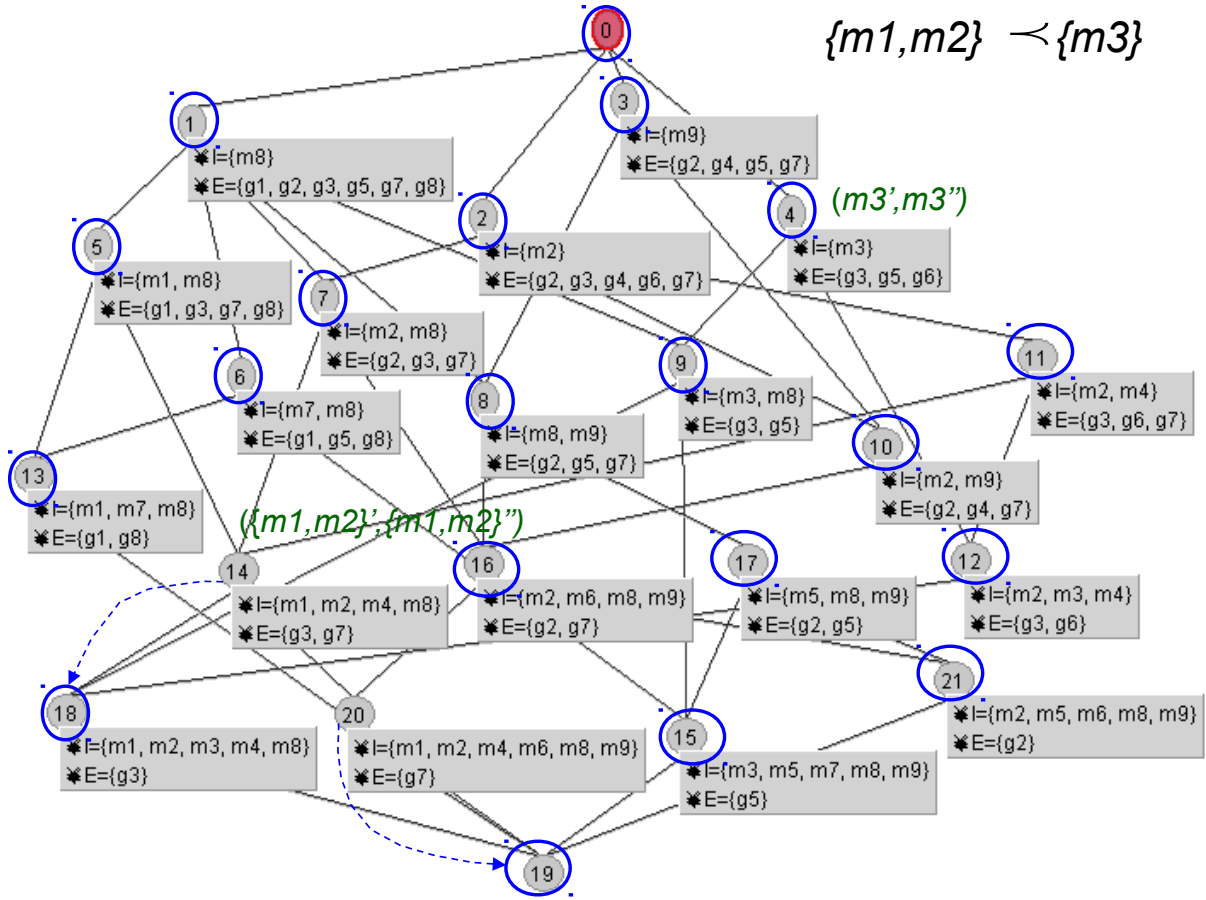 0
{m1,m2} ≺ {m3}
3
1
I={m9}
E={g2, g4, g5, g7}
I={m8}
E={g1, g2, g3, g5, g7, g8}
4
(m3',m3'')
2
5
I={m3}
E={g3, g5, g6}
I={m2}
E={g2, g3, g4, g6, g7}
I={m1, m8}
E={g1, g3, g7, g8}
7
I={m2, m8}
E={g2, g3, g7}
9
11
6
I={m3, m8}
E={g3, g5}
I={m2, m4}
E={g3, g6, g7}
8
I={m7, m8}
E={g1, g5, g8}
I={m8, m9}
E={g2, g5, g7}
10
13
I={m2, m9}
E={g2, g4, g7}
I={m1, m7, m8}
E={g1, g8}
({m1,m2}',{m1,m2}'')
14
16
17
12
I={m1, m2, m4, m8}
E={g3, g7}
I={m2, m6, m8, m9}
E={g2, g7}
I={m5, m8, m9}
E={g2, g5}
I={m2, m3, m4}
E={g3, g6}
21
18
20
15
I={m2, m5, m6, m8, m9}
E={g2}
I={m1, m2, m3, m4, m8}
E={g3}
I={m1, m2, m4, m6, m8, m9}
E={g7}
I={m3, m5, m7, m8, m9}
E={g5}
19